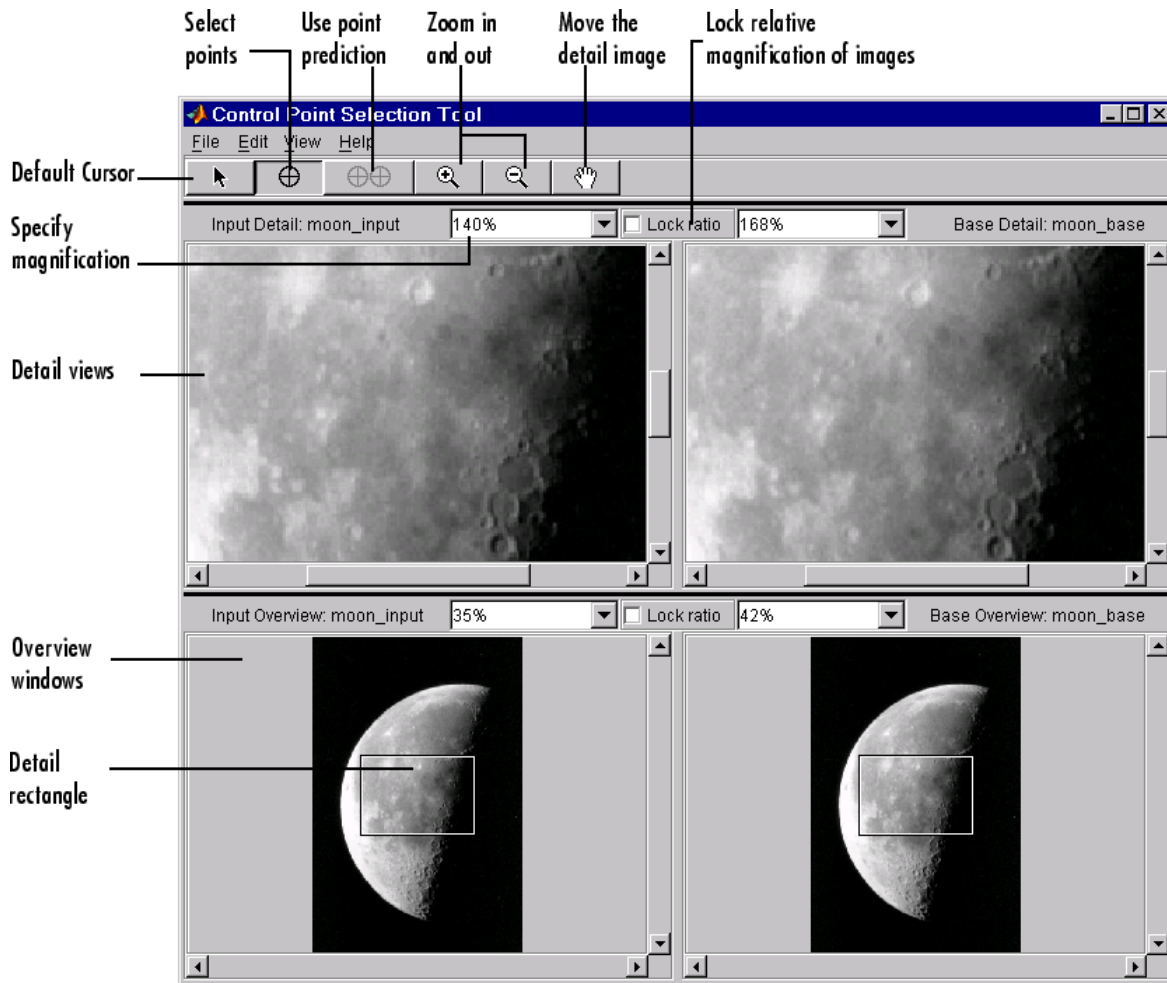 Select points
Use point prediction
Zoom in and out
Move the detail image
Lock relative magnification of images
Control Point Selection Tool
File Edit View Help
Default Cursor
Specify magnification
Input Detail: moon_input 140% Lock ratio 168% Base Detail: moon_base
Detail views
Input Overview: moon_input 35% Lock ratio 42% Base Overview: moon_base
Overview windows
Detail rectangle